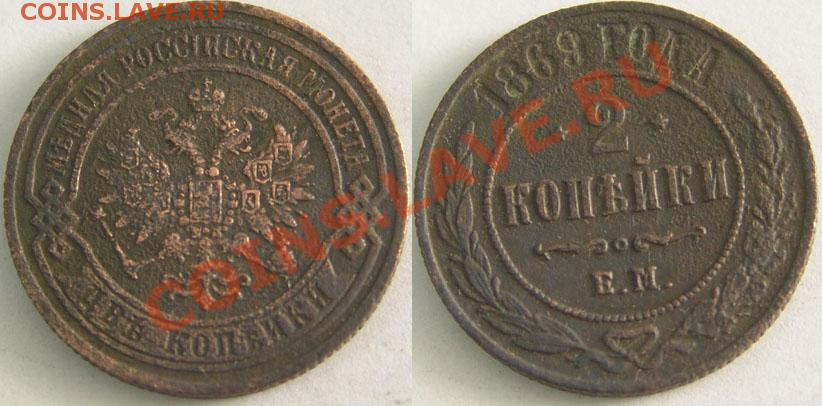 COINS.LAVE.RU
МѢДНАЯ РОССІЙСКАЯ МОНЕТА
ДВѢ КОПѢЙКИ
1869 ГОДА
2
КОПѢЙКИ
Е.М.
COINS.LAVE.RU